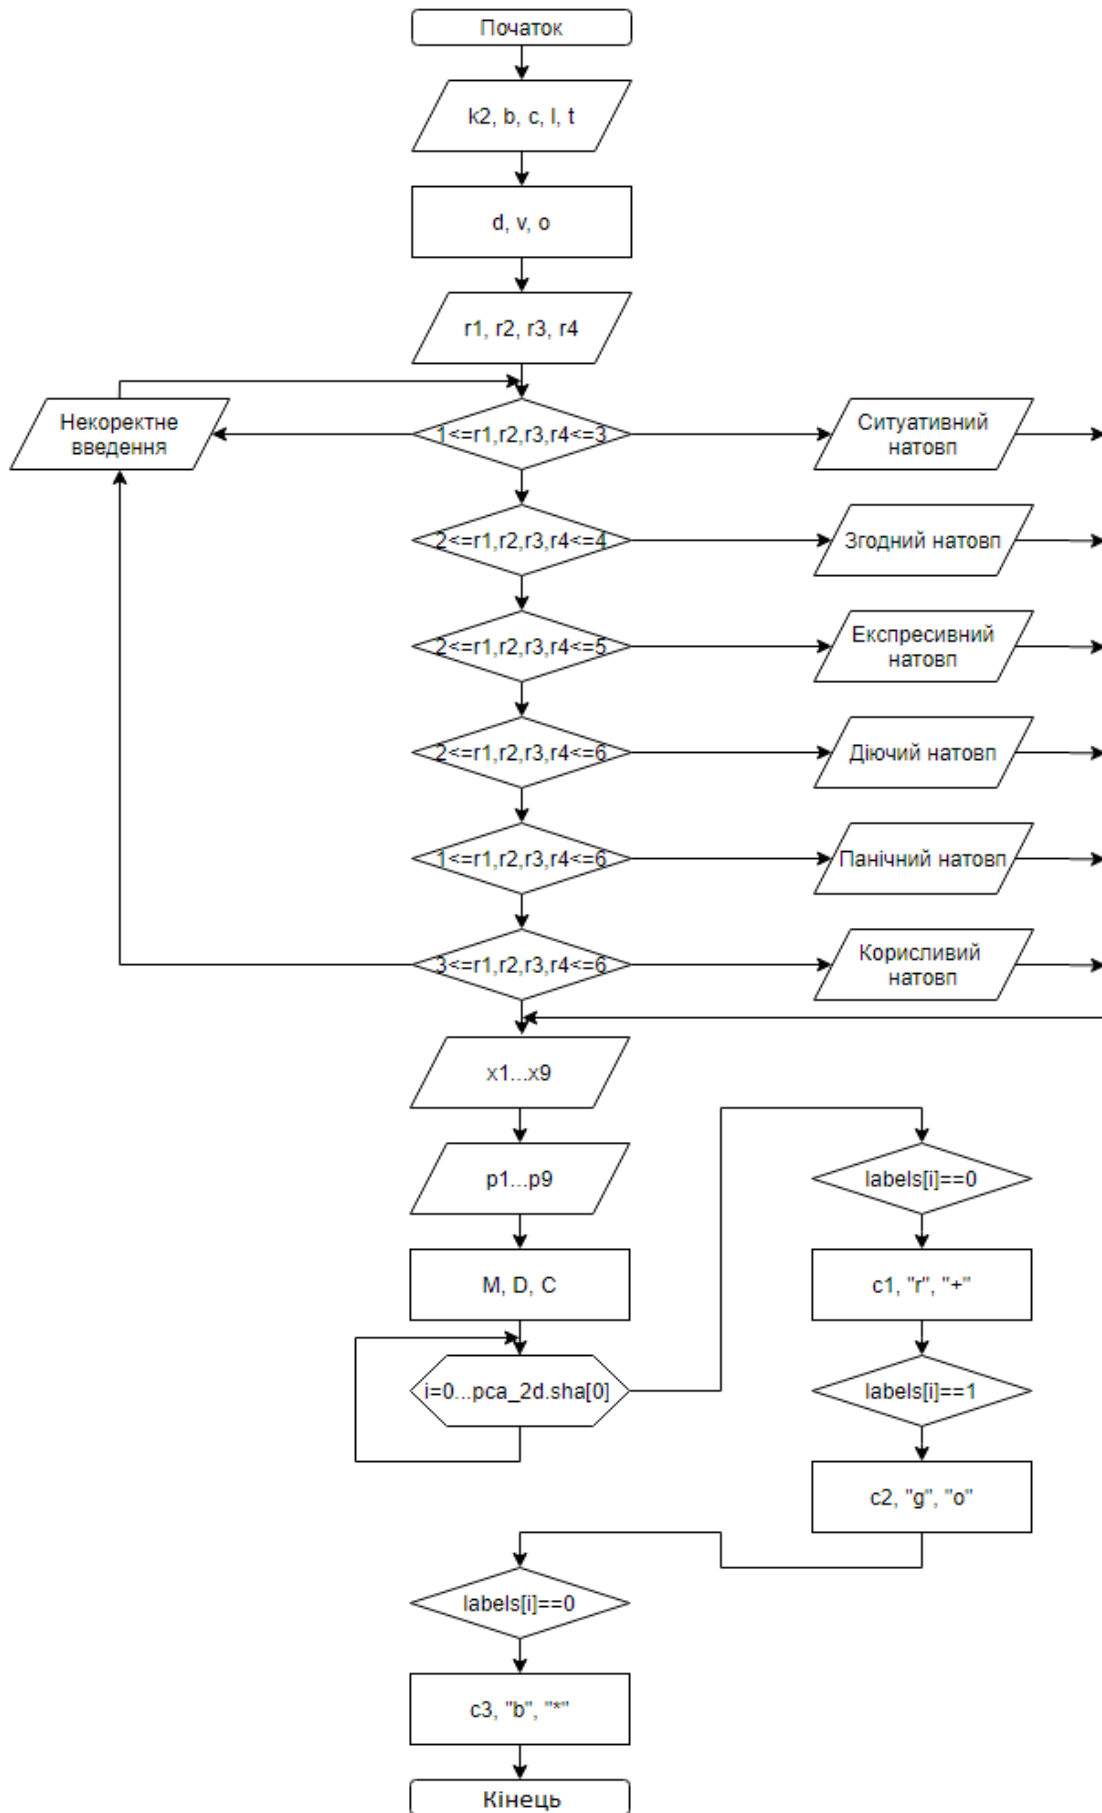 Початок
k2, b, c, l, t
d, v, o
r1, r2, r3, r4
Некоректне
введення
1<=r1,r2,r3,r4<=3
Ситуативний
натовп
2<=r1,r2,r3,r4<=4
Згодний натовп
2<=r1,r2,r3,r4<=5
Експресивний
натовп
2<=r1,r2,r3,r4<=6
Діючий натовп
1<=r1,r2,r3,r4<=6
Панічний натовп
3<=r1,r2,r3,r4<=6
Корисливий
натовп
x1...x9
p1...p9
M, D, C
i=0...pca_2d.sha[0]
labels[i]==0
c1, "r", "+"
labels[i]==1
c2, "g", "o"
labels[i]==0
c3, "b", "*"
Кінець